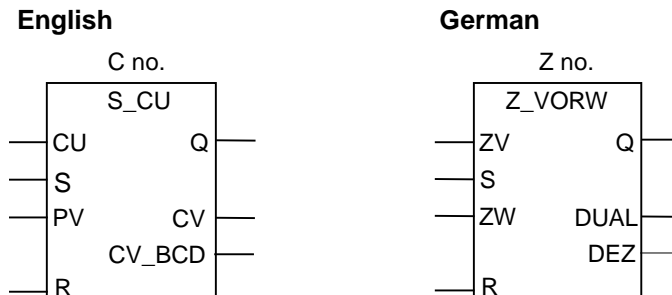 English
German
C no.
Z no.
S_CU
Z_VORW
CU Q
ZV Q
S
S
PV CV
ZW DUAL
CV_BCD
DEZ
R
R